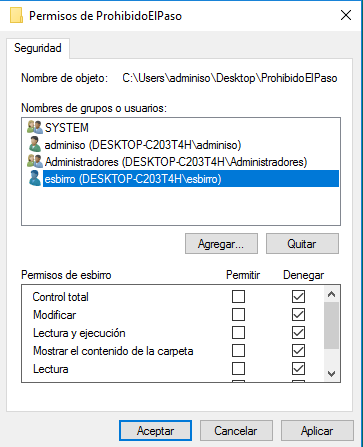 Permisos de ProhibidoElPaso
Seguridad
Nombre de objeto: C:\Users\adminiso\Desktop\ProhibidoElPaso
Nombres de grupos o usuarios:
SYSTEM
adminiso (DESKTOP-C203T4H\adminiso)
Administradores (DESKTOP-C203T4H\Administradores)
esbirro (DESKTOP-C203T4H\esbirro)
Agregar... Quitar
Permisos de esbirro Permitir Denegar
Control total
Modificar
Lectura y ejecución
Mostrar el contenido de la carpeta
Lectura
Aceptar Cancelar Aplicar